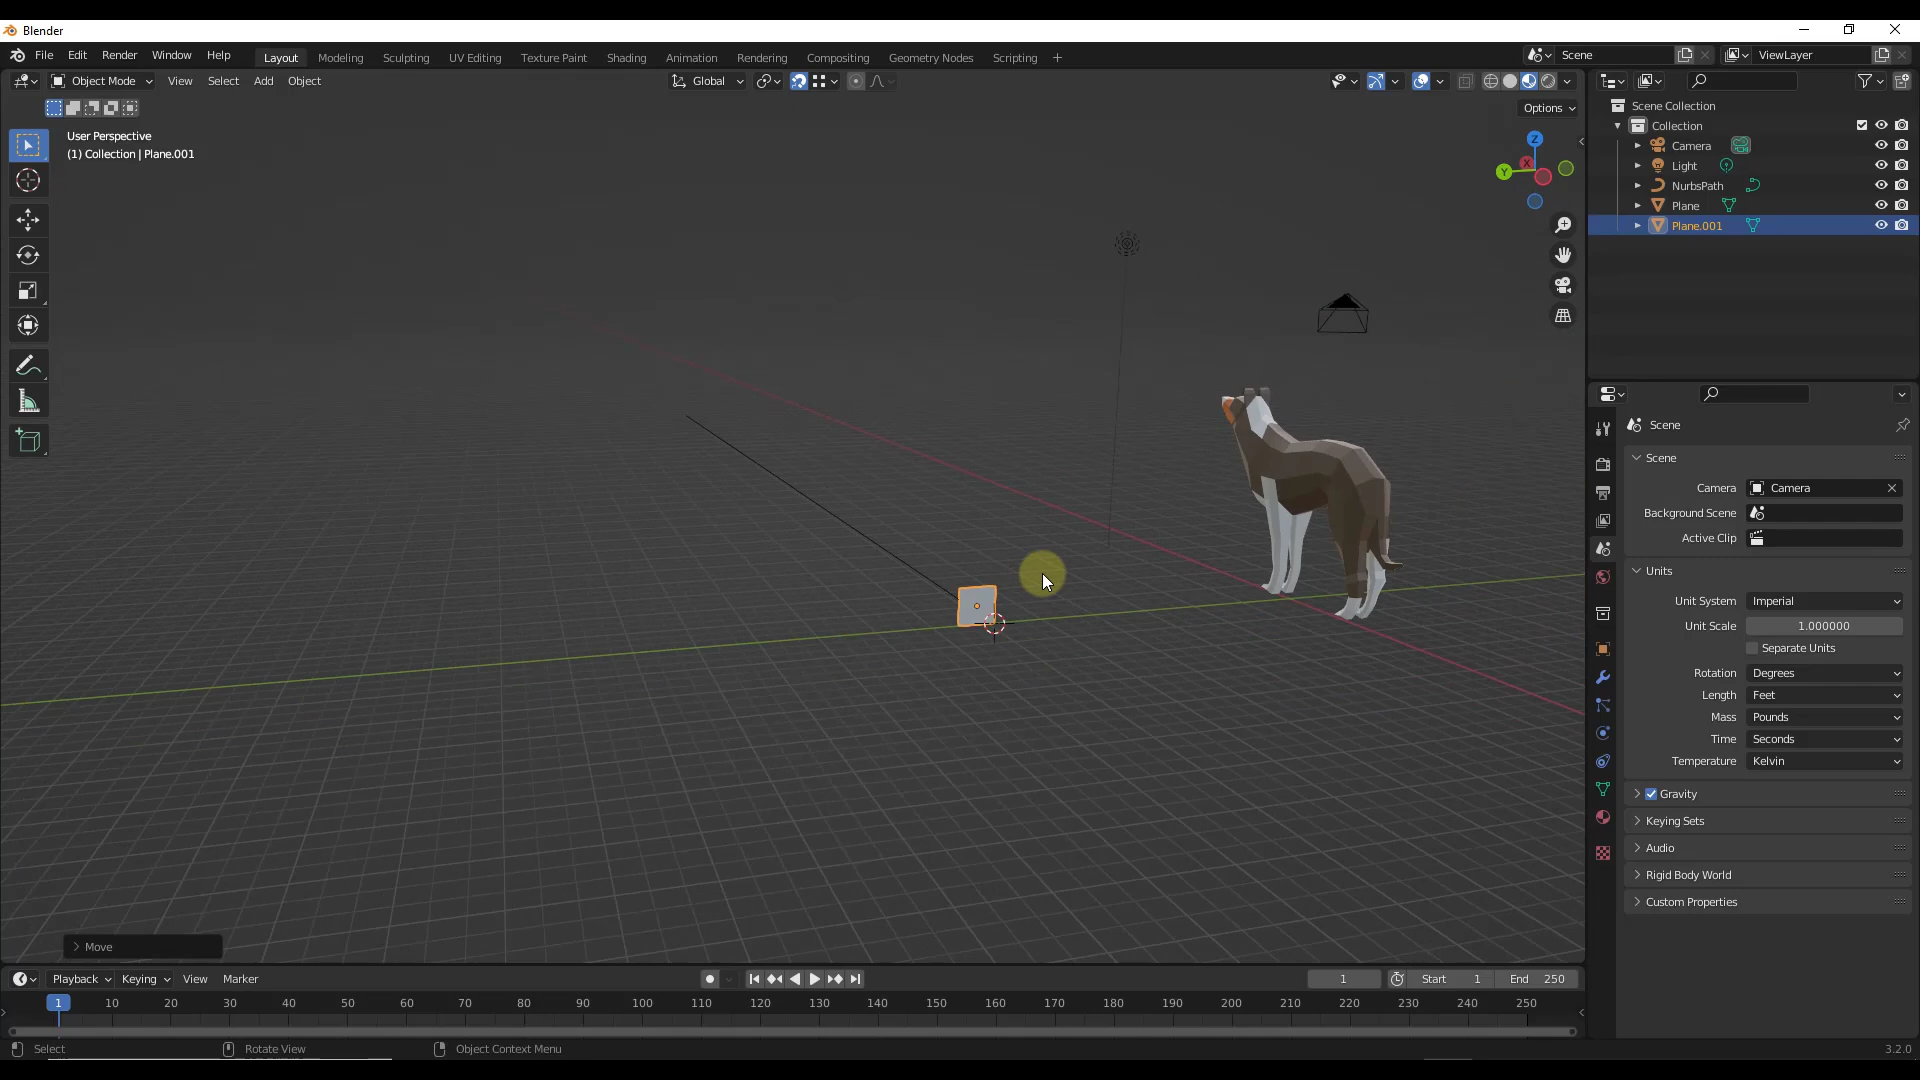 Blender
File Edit Render Window Help Layout Modeling Sculpting UV Editing Texture Paint Shading Animation Rendering Compositing Geometry Nodes Scripting + Scene ViewLayer
Object Mode View Select Add Object Global
Options
User Perspective
(1) Collection | Plane.001
Z
X
Y
Scene Collection
Collection
Camera
Light
NurbsPath
Plane
Plane.001
Scene
Scene
Camera Camera
Background Scene
Active Clip
Units
Unit System Imperial
Unit Scale 1.000000
Separate Units
Rotation Degrees
Length Feet
Mass Pounds
Time Seconds
Temperature Kelvin
Gravity
Keying Sets
Audio
Rigid Body World
Custom Properties
Move
Playback Keying View Marker 1 Start 1 End 250
1 10 20 30 40 50 60 70 80 90 100 110 120 130 140 150 160 170 180 190 200 210 220 230 240 250
Select Rotate View Object Context Menu 3.2.0